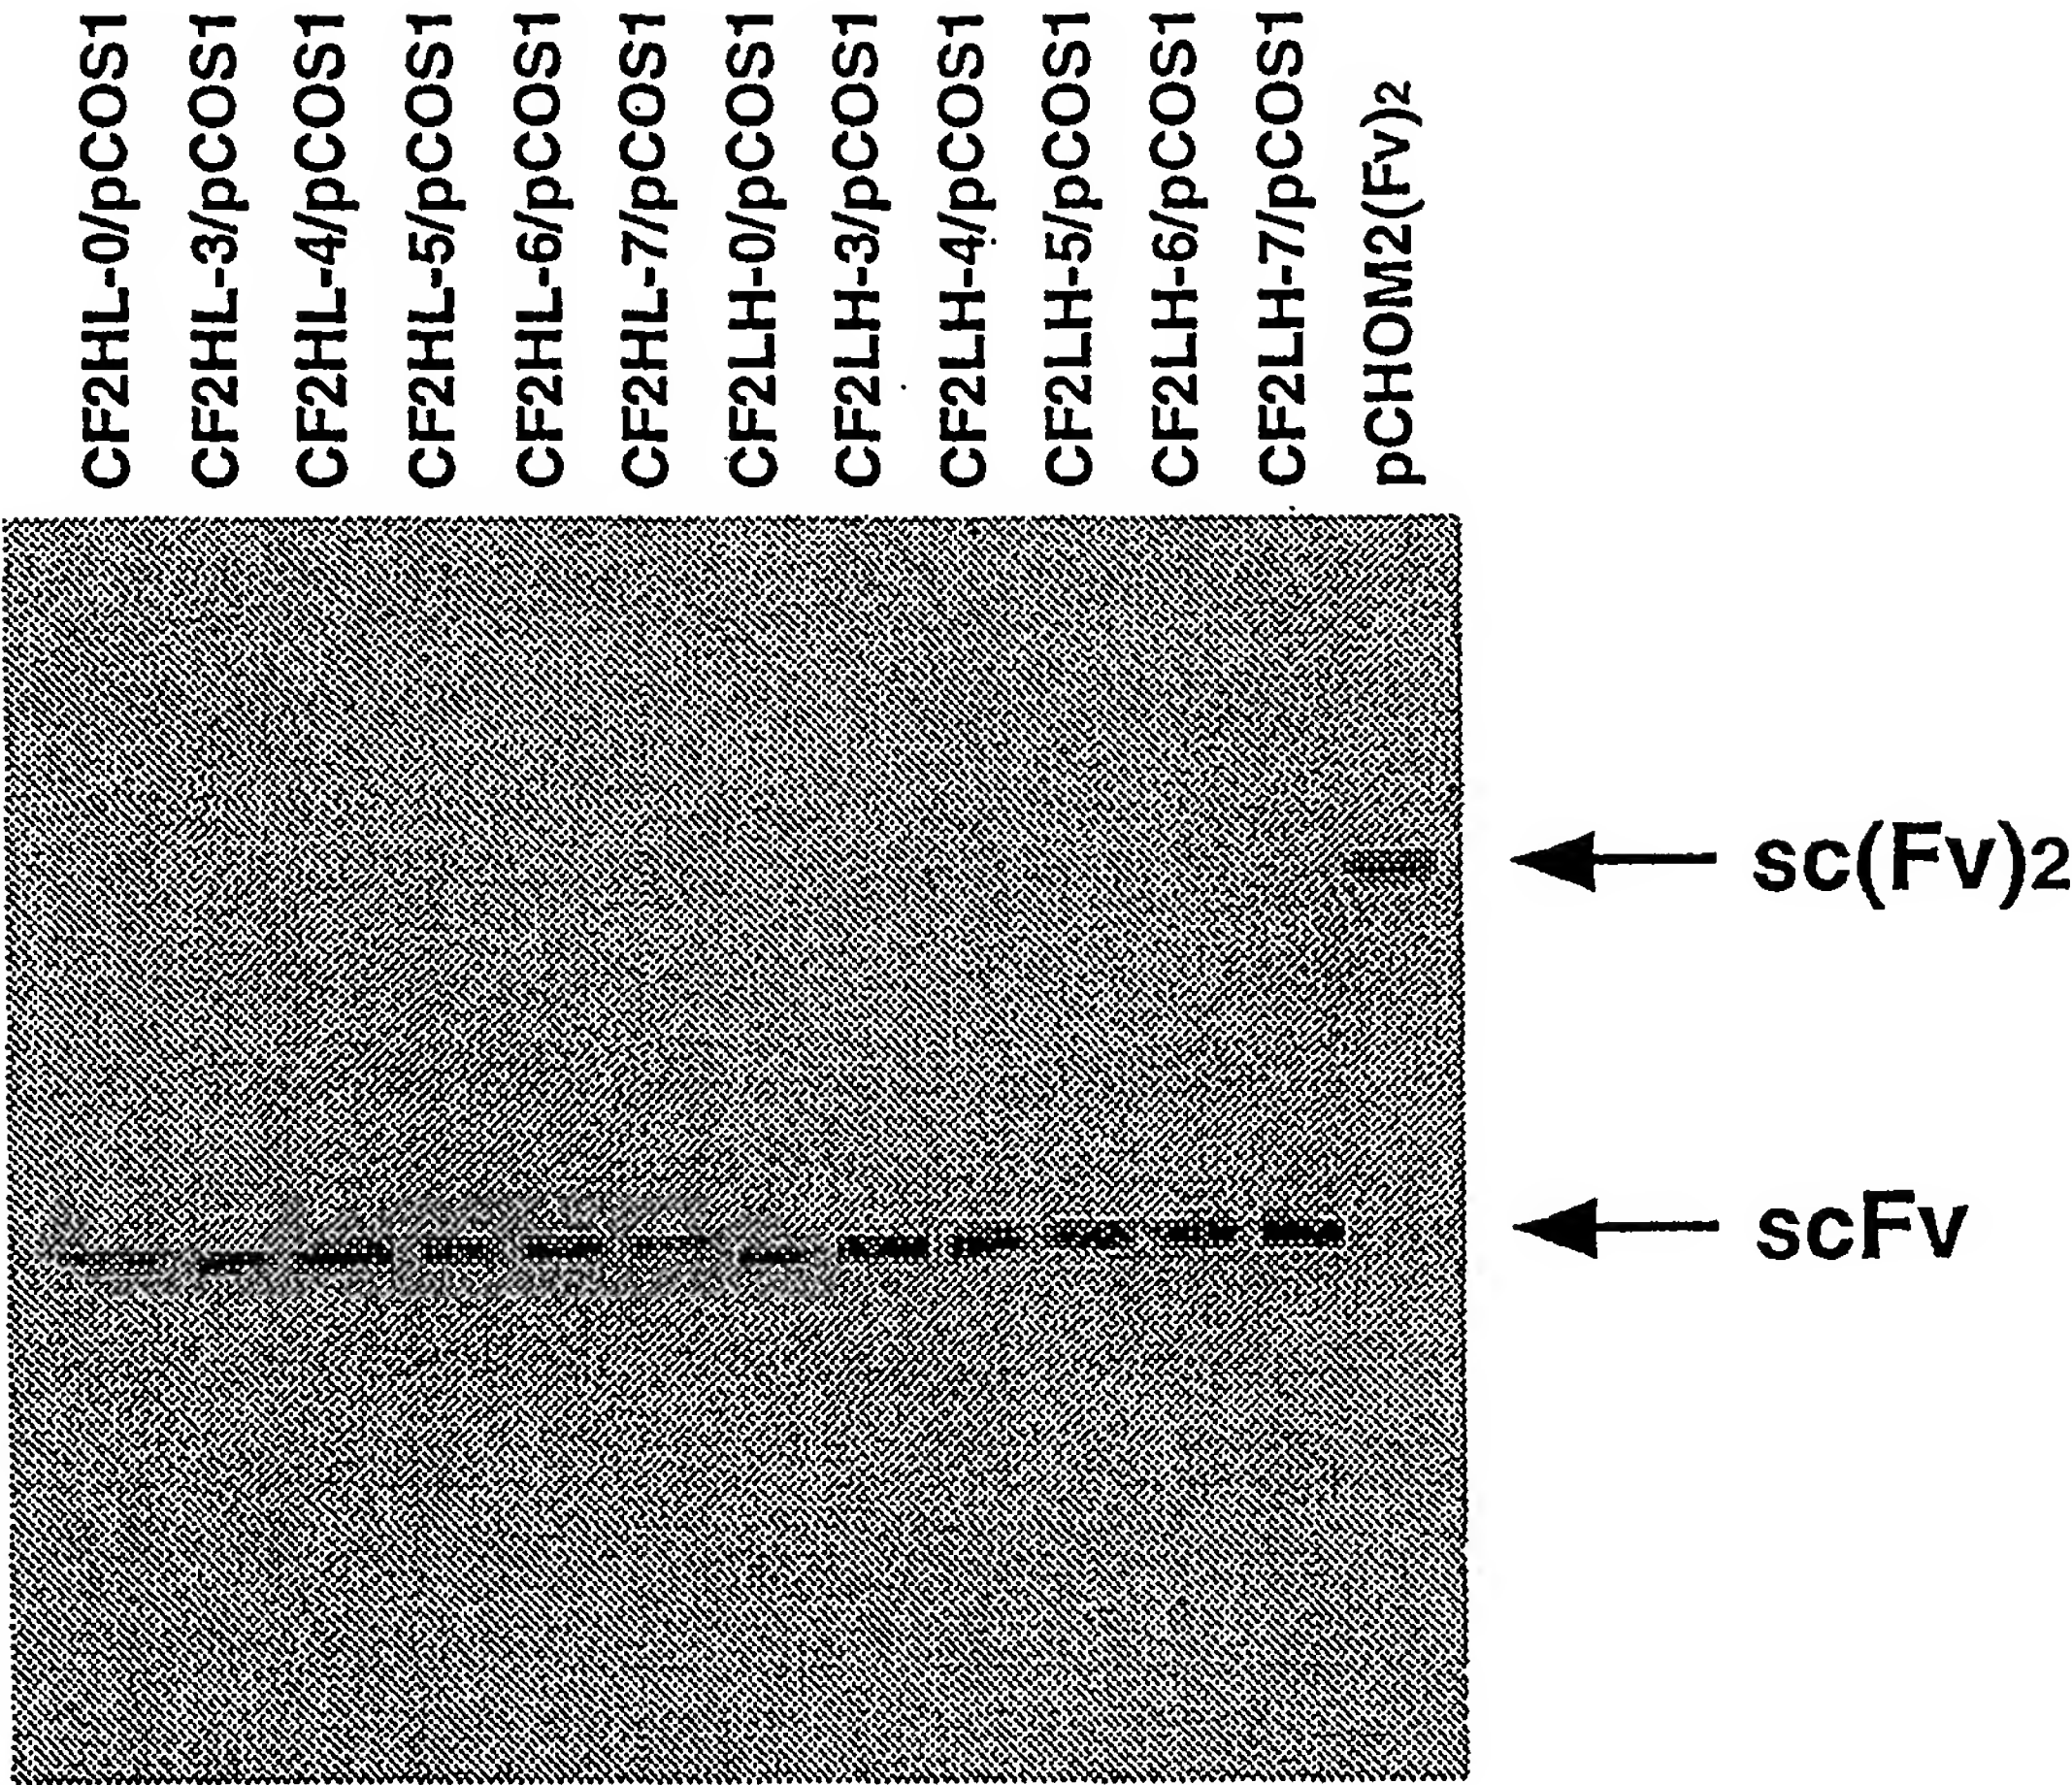 CF2HL-0/pCOS1
CF2HL-3/pCOS1
CF2HL-4/pCOS1
CF2HL-5/pCOS1
CF2HL-6/pCOS1
CF2HL-7/pCOS1
CF2LH-0/pCOS1
CF2LH-3/pCOS1
CF2LH-4/pCOS1
CF2LH-5/pCOS1
CF2LH-6/pCOS1
CF2LH-7/pCOS1
pCHOM2(Fv)2
sc(Fv)2
scFv